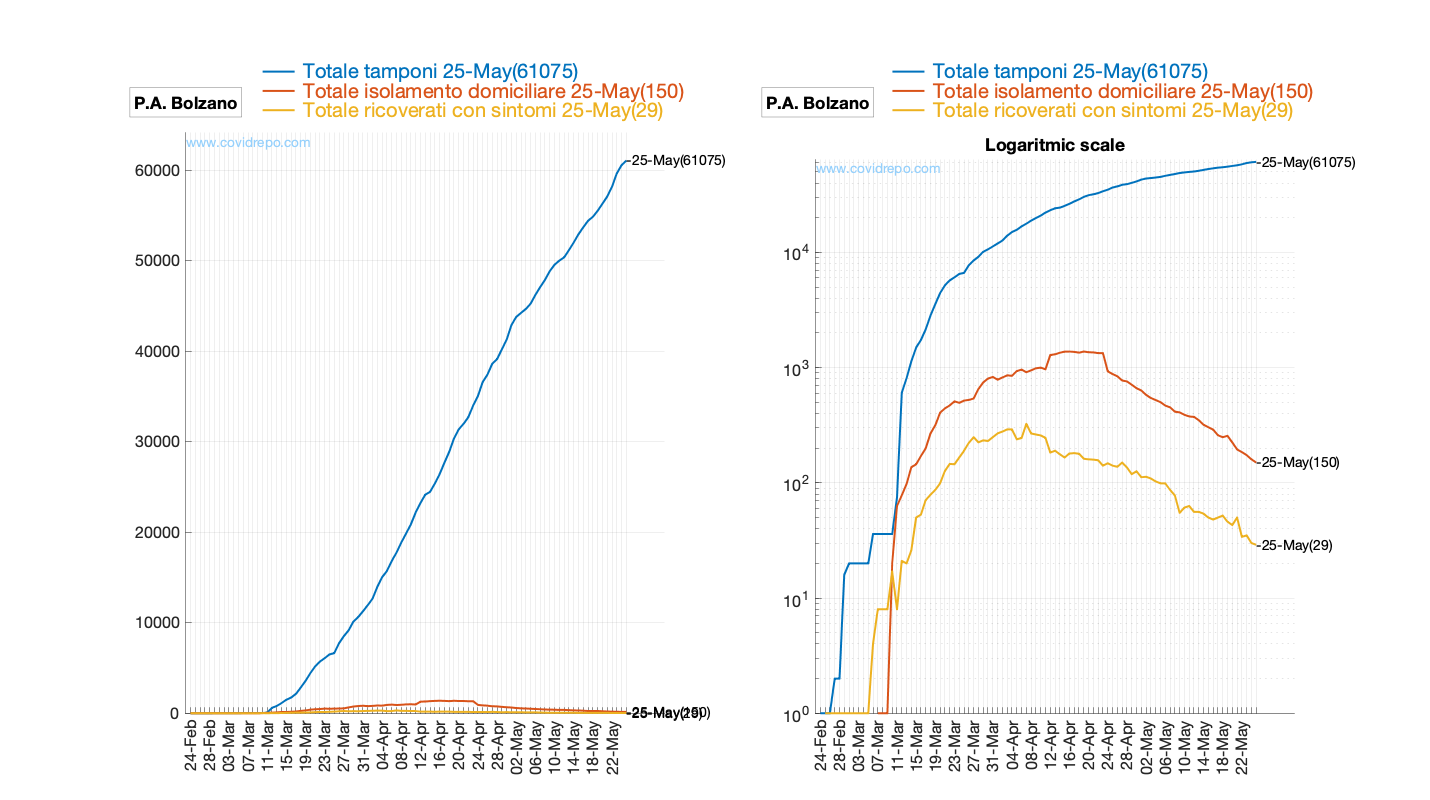 Totale tamponi 25-May(61075)
Totale isolamento domiciliare 25-May(150)
Totale ricoverati con sintomi 25-May(29)
P.A. Bolzano
www.covidrepo.com
60000
50000
40000
30000
20000
10000
0
25-May(61075)
24-Feb
28-Feb
03-Mar
07-Mar
11-Mar
15-Mar
19-Mar
23-Mar
27-Mar
31-Mar
04-Apr
08-Apr
12-Apr
16-Apr
20-Apr
24-Apr
28-Apr
02-May
06-May
10-May
14-May
18-May
22-May
Totale tamponi 25-May(61075)
Totale isolamento domiciliare 25-May(150)
Totale ricoverati con sintomi 25-May(29)
P.A. Bolzano
Logaritmic scale
www.covidrepo.com
10^4
10^3
10^2
10^1
10^0
25-May(61075)
25-May(150)
25-May(29)
24-Feb
28-Feb
03-Mar
07-Mar
11-Mar
15-Mar
19-Mar
23-Mar
27-Mar
31-Mar
04-Apr
08-Apr
12-Apr
16-Apr
20-Apr
24-Apr
28-Apr
02-May
06-May
10-May
14-May
18-May
22-May